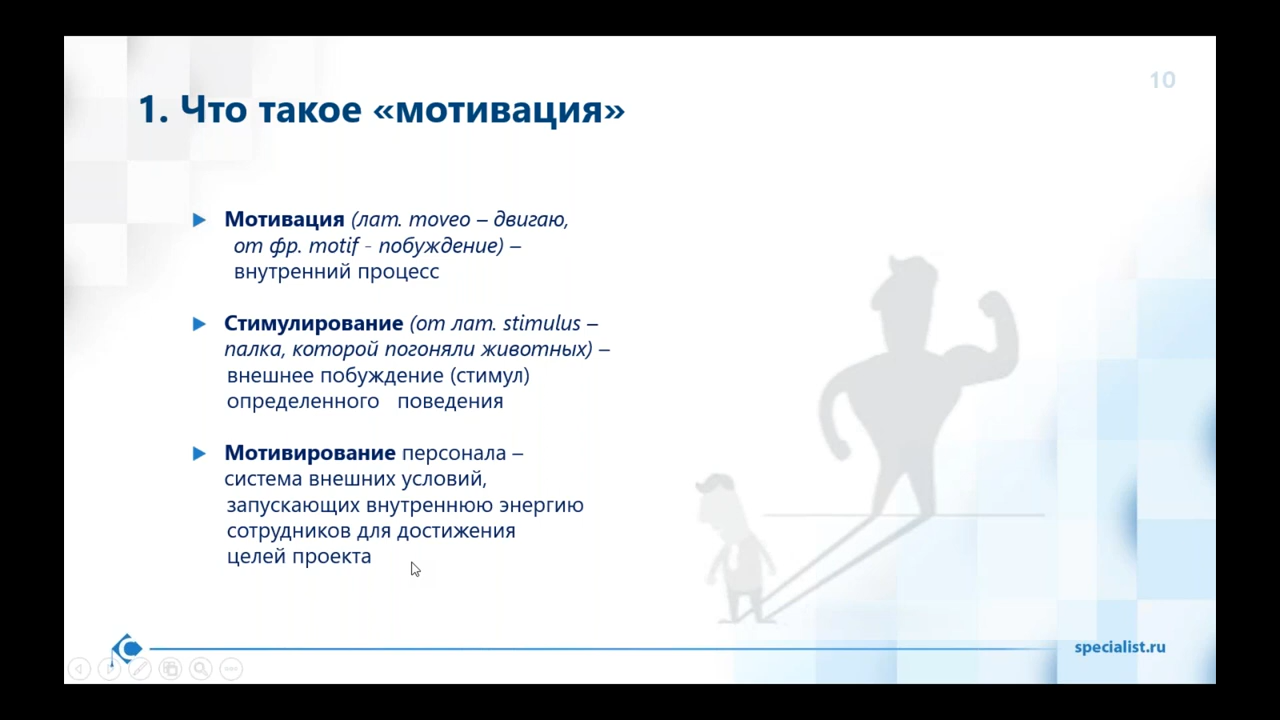 10
1. Что такое «мотивация»
Мотивация (лат. moveo – двигаю,
от фр. motif - побуждение) –
внутренний процесс
Стимулирование (от лат. stimulus –
палка, которой погоняли животных) –
внешнее побуждение (стимул)
определенного поведения
Мотивирование персонала –
система внешних условий,
запускающих внутреннюю энергию
сотрудников для достижения
целей проекта
specialist.ru